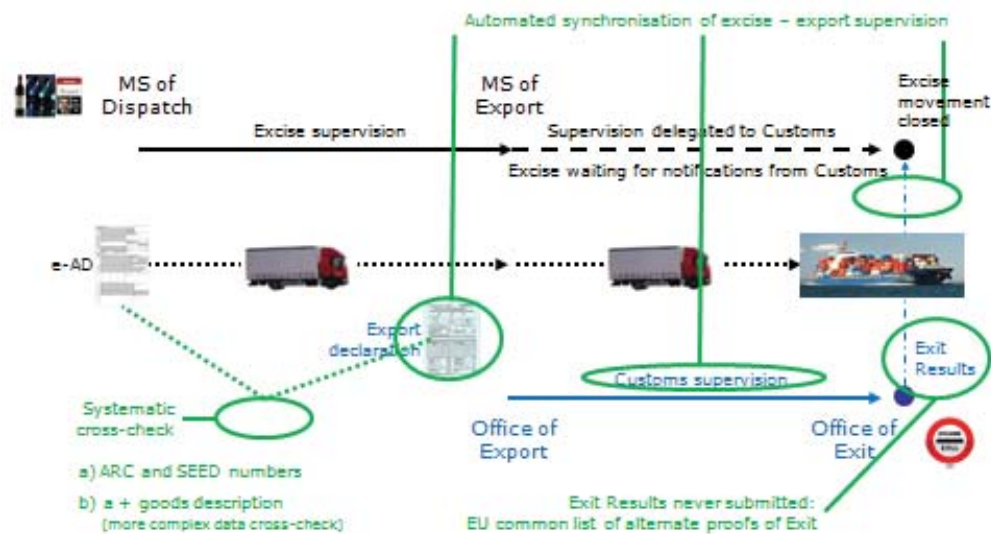 Automated synchronisation of excise – export supervision
MS of
Dispatch
MS of
Export
Excise
movement
closed
Excise supervision
Supervision delegated to Customs
Excise waiting for notifications from Customs
e-AD
Export
declaration
Exit
Results
Customs supervision
Systematic
cross-check
Office of
Export
Office of
Exit
a) ARC and SEED numbers
b) a + goods description
(more complex data cross-check)
Exit Results never submitted:
EU common list of alternate proofs of Exit